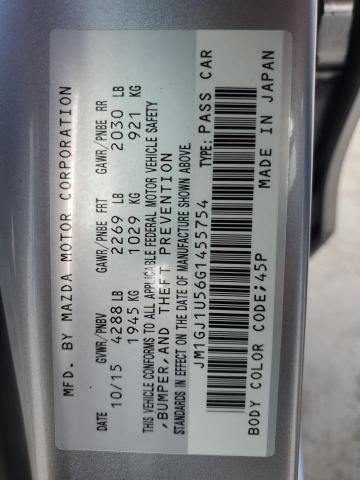 MFD. BY MAZDA MOTOR CORPORATION
DATE GVWR/PNBV GAWR/PNBE FRT GAWR/PNBE RR
10/15 4288 LB 2269 LB 2030 LB
1945 KG 1029 KG 921 KG
THIS VEHICLE CONFORMS TO ALL APPLICABLE FEDERAL MOTOR VEHICLE SAFETY
,BUMPER,AND THEFT PREVENTION
STANDARDS IN EFFECT ON THE DATE OF MANUFACTURE SHOWN ABOVE.
JM1GJ1U56G1455754 TYPE: PASS CAR
BODY COLOR CODE;45P MADE IN JAPAN